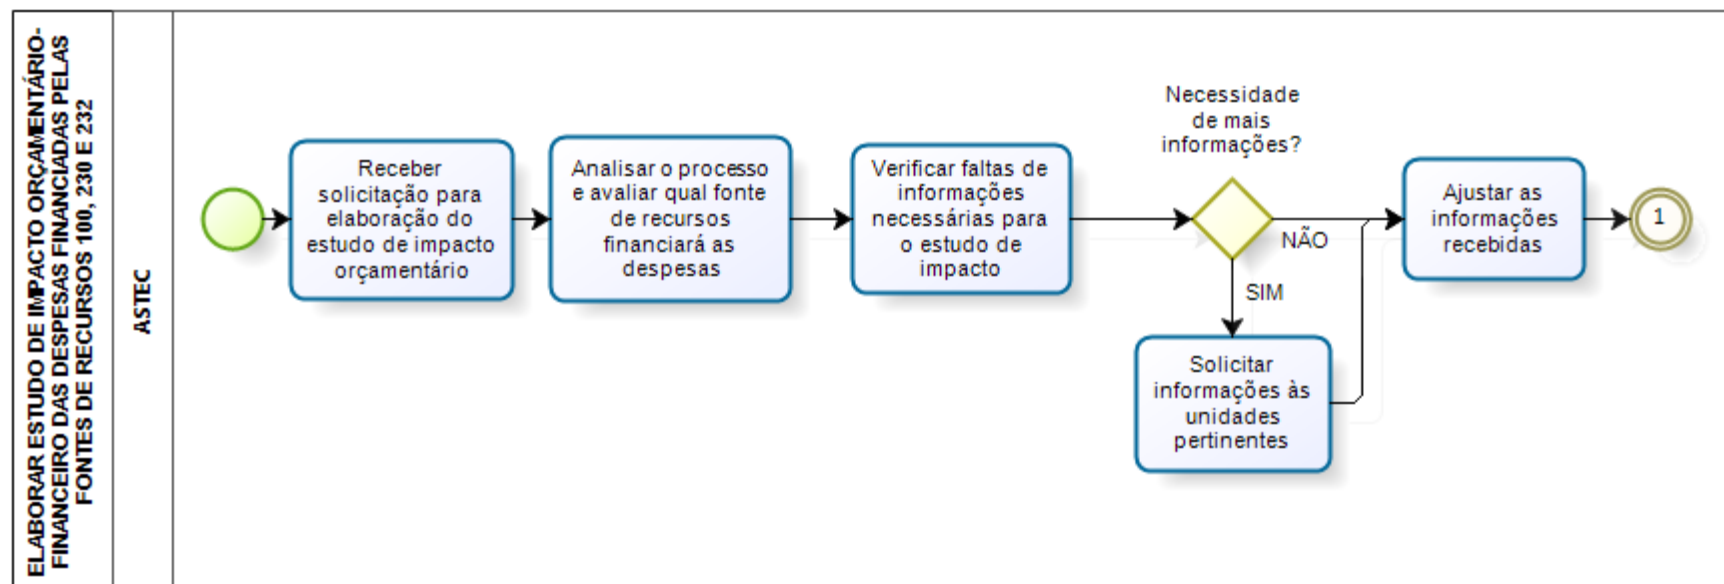 ELABORAR ESTUDO DE IMPACTO ORÇAMENTÁRIO-
FINANCEIRO DAS DESPESAS FINANCIADAS PELAS
FONTES DE RECURSOS 100, 230 E 232
ASTEC
Receber
solicitação para
elaboração do
estudo de impacto
orçamentário
Analisar o processo
e avaliar qual fonte
de recursos
financiará as
despesas
Verificar faltas de
informações
necessárias para
o estudo de
impacto
Necessidade
de mais
informações?
NÃO
SIM
Solicitar
informações às
unidades
pertinentes
Ajustar as
informações
recebidas
1